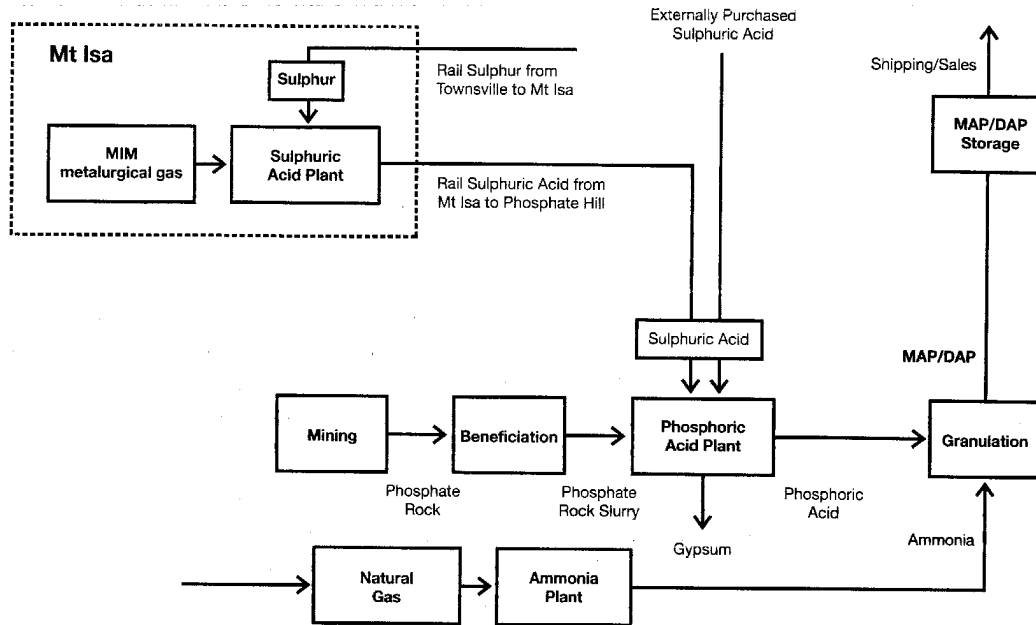 Externally Purchased
Sulphuric Acid
Mt Isa
Sulphur
Rail Sulphur from
Townsville to Mt Isa
Shipping/Sales
MAP/DAP
Storage
MIM
metalurgical gas
Sulphuric
Acid Plant
Rail Sulphuric Acid from
Mt Isa to Phosphate Hill
Sulphuric Acid
MAP/DAP
Mining
Beneficiation
Phosphoric
Acid Plant
Granulation
Phosphate
Rock
Phosphate
Rock Slurry
Phosphoric
Acid
Gypsum
Ammonia
Natural
Gas
Ammonia
Plant